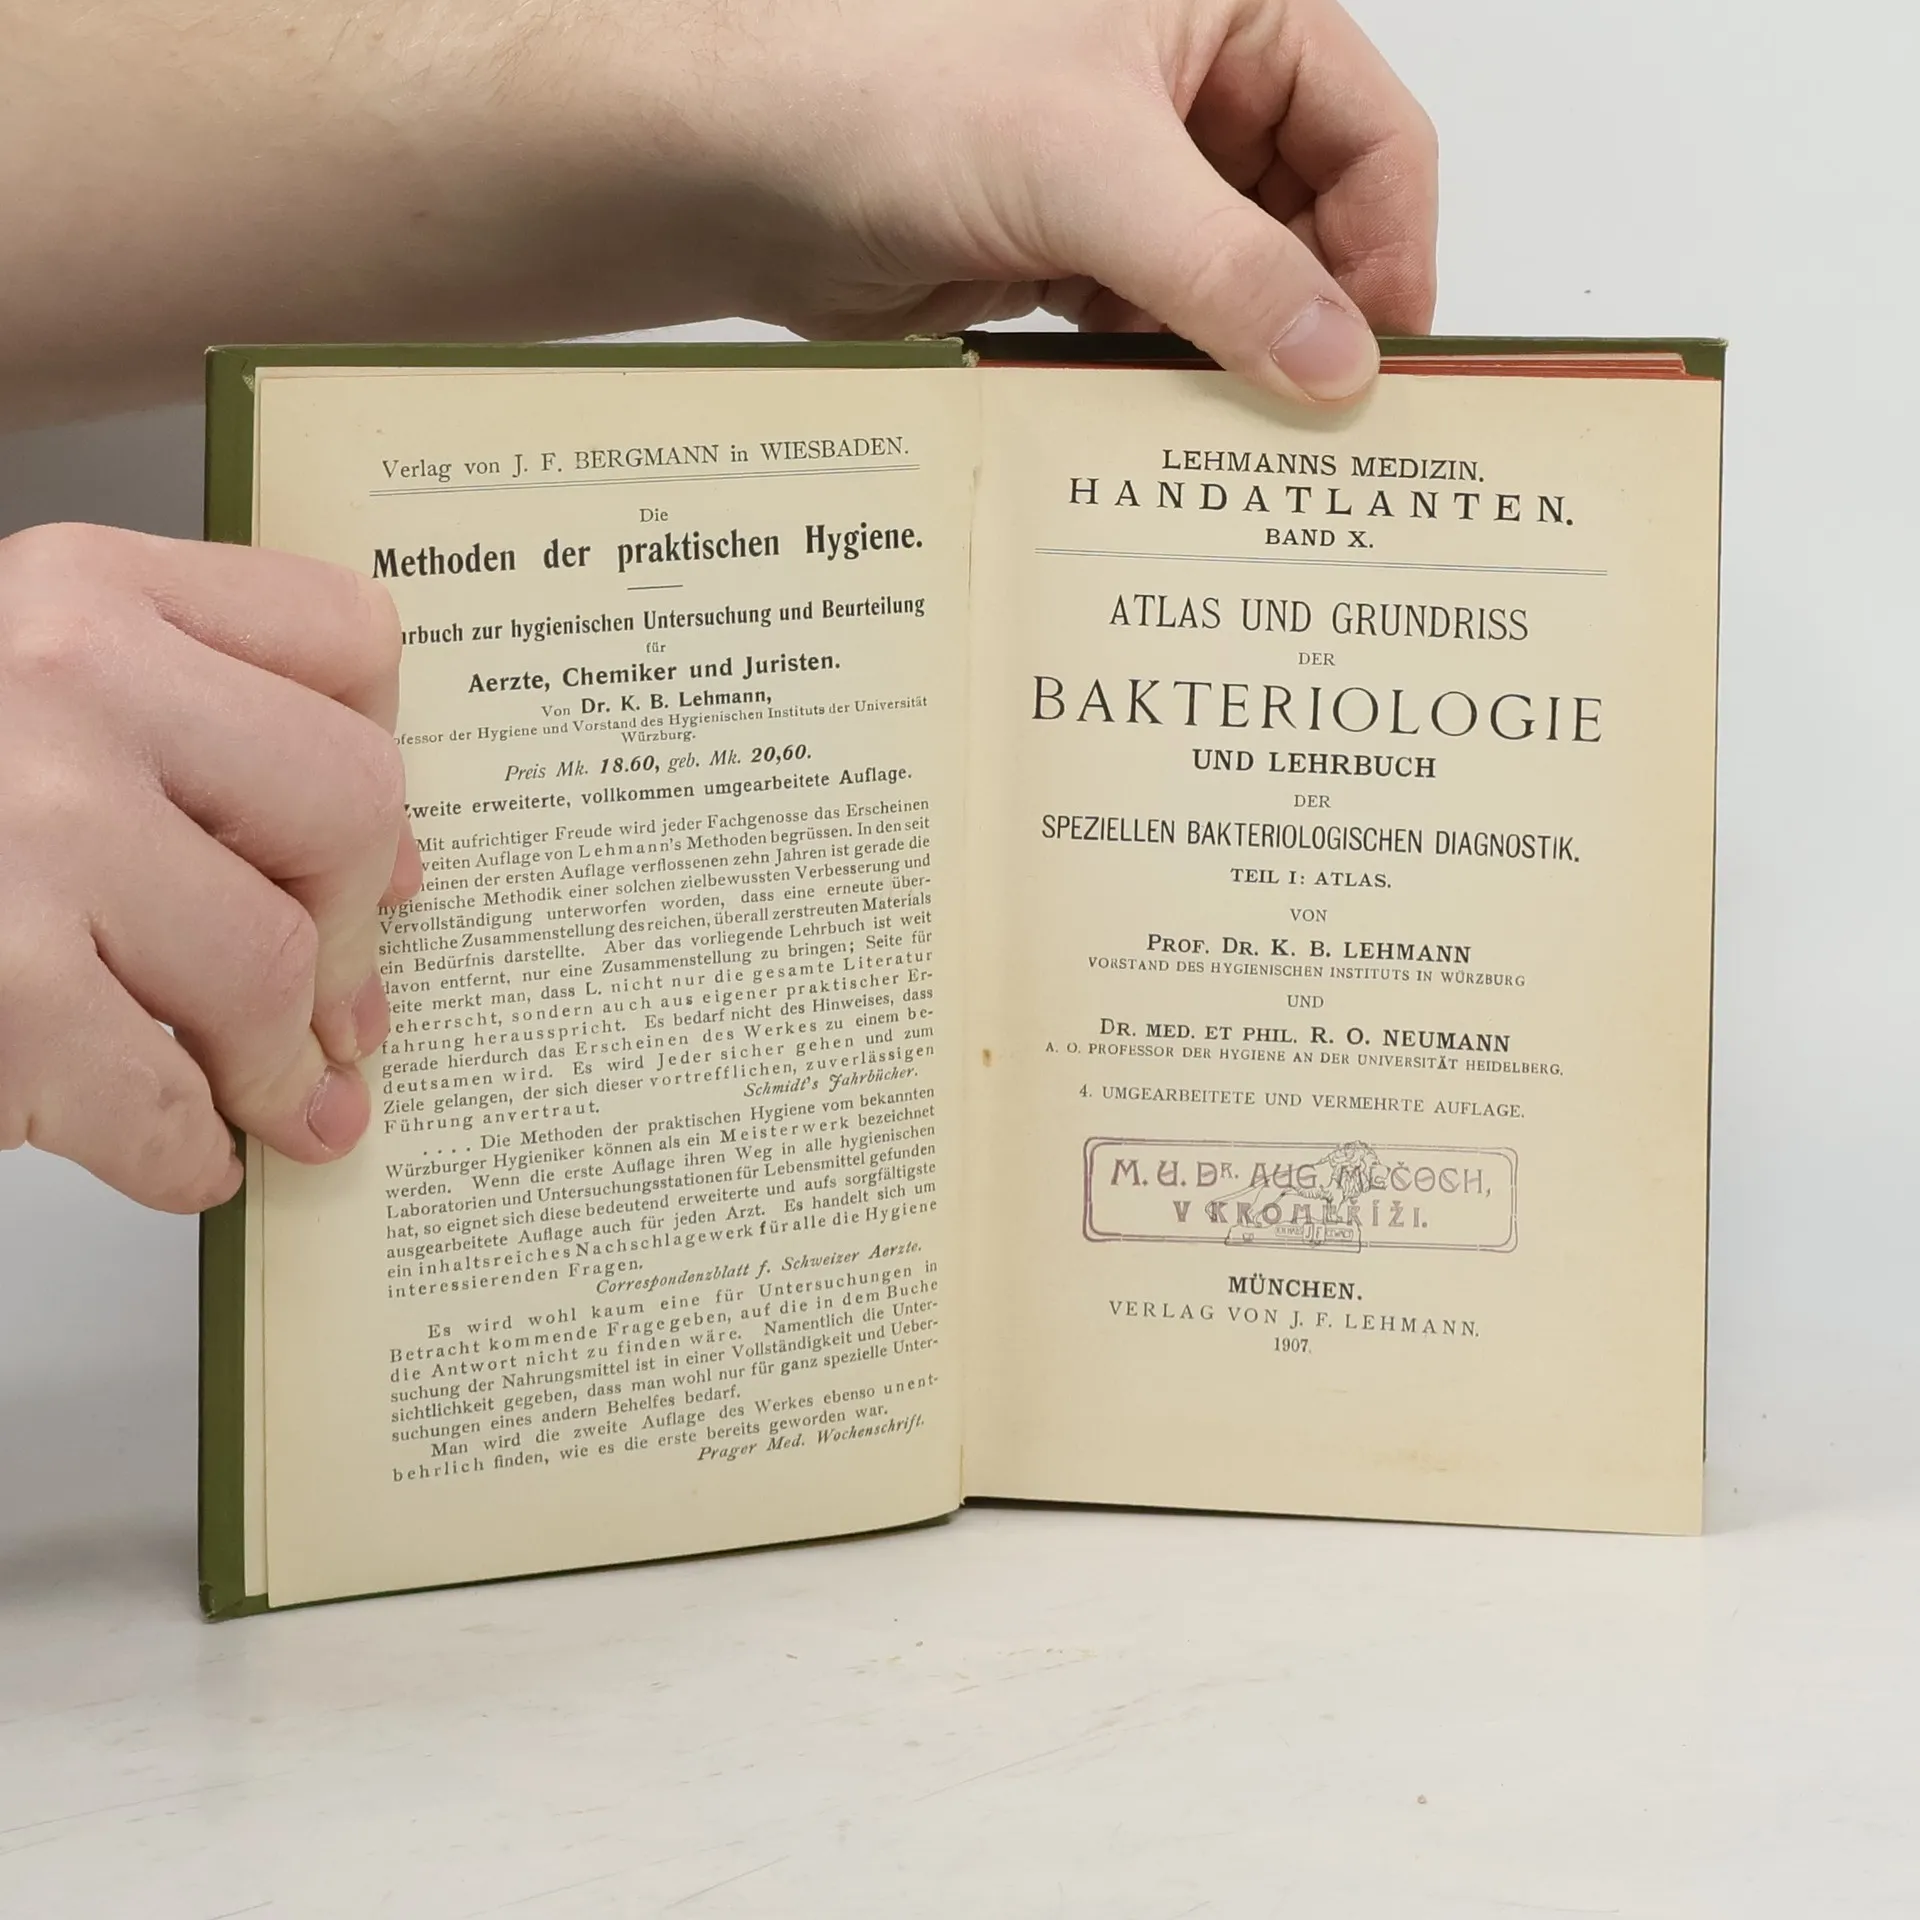 Verlag von J. F. BERGMANN in WIESBADEN.
Die
Methoden der praktischen Hygiene.
zur hygienischen Untersuchung und Beurteilung
für
Aerzte, Chemiker und Juristen.
Von Dr. K. B. Lehmann,
der Hygiene und Vorstand des Hygienischen Instituts der Universität
Würzburg.
Preis Mk. 18.60, geb. Mk. 20,60.
Zweite erweiterte, vollkommen umgearbeitete Auflage.
Mit aufrichtiger Freude wird jeder Fachgenosse das Erscheinen
Auflage von Lehmann's Methoden begrüssen. In den seit
der ersten Auflage verflossenen zehn Jahren ist gerade die
hygienische Methodik einer solchen zielbewussten Verbesserung und
Vervollständigung unterworfen worden, dass eine erneute über-
sichtliche Zusammenstellung des reichen, überall zerstreuten Materials
ein Bedürfnis darstellte. Aber das vorliegende Lehrbuch ist weit
davon entfernt, nur eine Zusammenstellung zu bringen; Seite für
Seite merkt man, dass L. nicht nur die gesamte Literatur
beherrscht, sondern auch aus eigener praktischer Er-
fahrung herausspricht. Es bedarf nicht des Hinweises, dass
gerade hierdurch das Erscheinen des Werkes zu einem be-
deutsamen wird. Es wird Jeder sicher gehen und zum
Ziele gelangen, der sich dieser vortrefflichen, zuverlässigen
Führung anvertraut.
Schmidt's Jahrbücher.
.... Die Methoden der praktischen Hygiene vom bekannten
Würzburger Hygieniker können als ein Meisterwerk bezeichnet
werden. Wenn die erste Auflage ihren Weg in alle hygienischen
Laboratorien und Untersuchungsstationen für Lebensmittel gefunden
hat, so eignet sich diese bedeutend erweiterte und aufs sorgfältigste
ausgearbeitete Auflage auch für jeden Arzt. Es handelt sich um
ein inhaltsreiches Nachschlagewerk für alle die Hygiene
interessierenden Fragen.
Correspondenzblatt f. Schweizer Aerzte.
Es wird wohl kaum eine für Untersuchungen in
Betracht kommende Frage geben, auf die in dem Buche
die Antwort nicht zu finden wäre. Namentlich die Unter-
suchung der Nahrungsmittel ist in einer Vollständigkeit und Ueber-
sichtlichkeit gegeben, dass man wohl nur für ganz spezielle Unter-
suchungen eines andern Behelfes bedarf.
Man wird die zweite Auflage des Werkes ebenso unent-
behrlich finden, wie es die erste bereits geworden war.
Prager Med. Wochenschrift.
LEHMANNS MEDIZIN.
HANDATLANTEN.
BAND X.
ATLAS UND GRUNDRISS
DER
BAKTERIOLOGIE
UND LEHRBUCH
DER
SPEZIELLEN BAKTERIOLOGISCHEN DIAGNOSTIK.
TEIL I: ATLAS.
VON
PROF. DR. K. B. LEHMANN
VORSTAND DES HYGIENISCHEN INSTITUTS IN WÜRZBURG
UND
DR. MED. ET PHIL. R. O. NEUMANN
A. O. PROFESSOR DER HYGIENE AN DER UNIVERSITÄT HEIDELBERG.
4. UMGEARBEITETE UND VERMEHRTE AUFLAGE.
M. U. DR. AUG. MLČOCH,
V KROMĚŘÍŽI.
MÜNCHEN.
VERLAG VON J. F. LEHMANN.
1907.